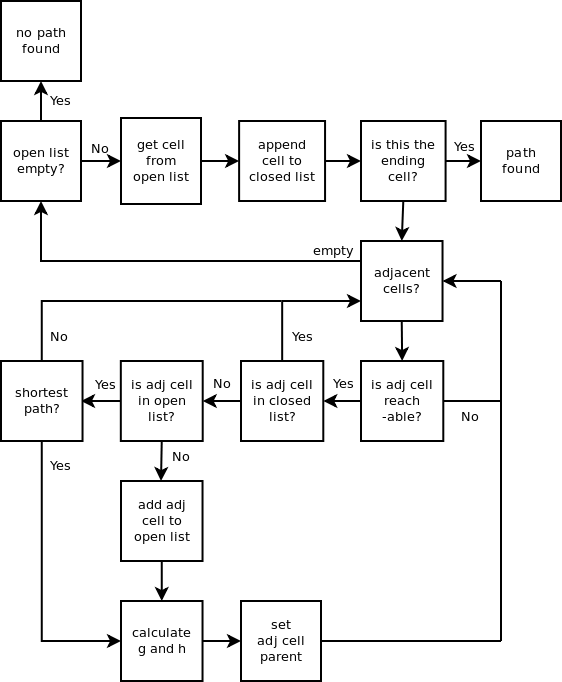 no path
found
Yes
open list
empty?
No
get cell
from
open list
append
cell to
closed list
is this the
ending
cell?
Yes
path
found
empty
adjacent
cells?
No
Yes
shortest
path?
Yes
is adj cell
in open
list?
No
is adj cell
in closed
list?
Yes
is adj cell
reach
-able?
No
Yes
No
add adj
cell to
open list
calculate
g and h
set
adj cell
parent